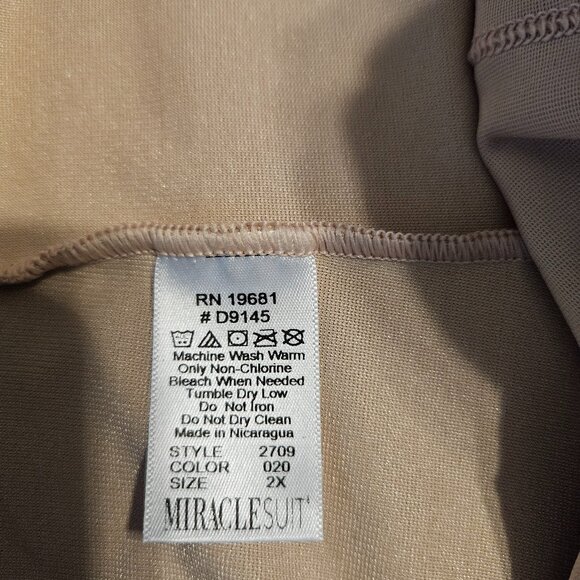 RN 19681
# D9145
Machine Wash Warm
Only Non-Chlorine
Bleach When Needed
Tumble Dry Low
Do Not Iron
Do Not Dry Clean
Made in Nicaragua
STYLE 2709
COLOR 020
SIZE 2X
MIRACLESUIT